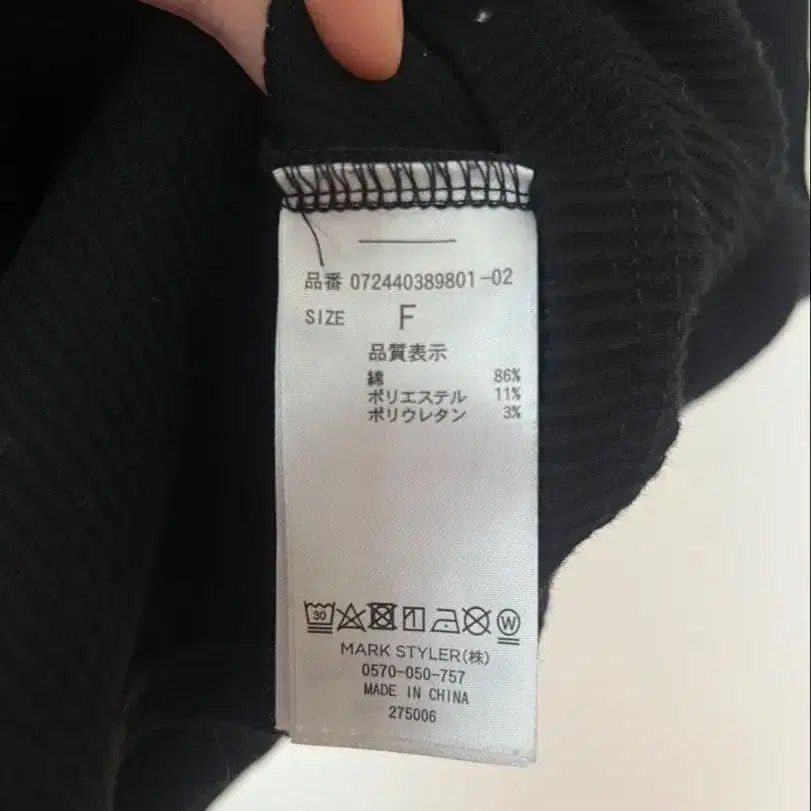 品番 072440389801-02
SIZE F
品質表示
綿 86%
ポリエステル 11%
ポリウレタン 3%
30 W
MARK STYLER(株)
0570-050-757
MADE IN CHINA
275006